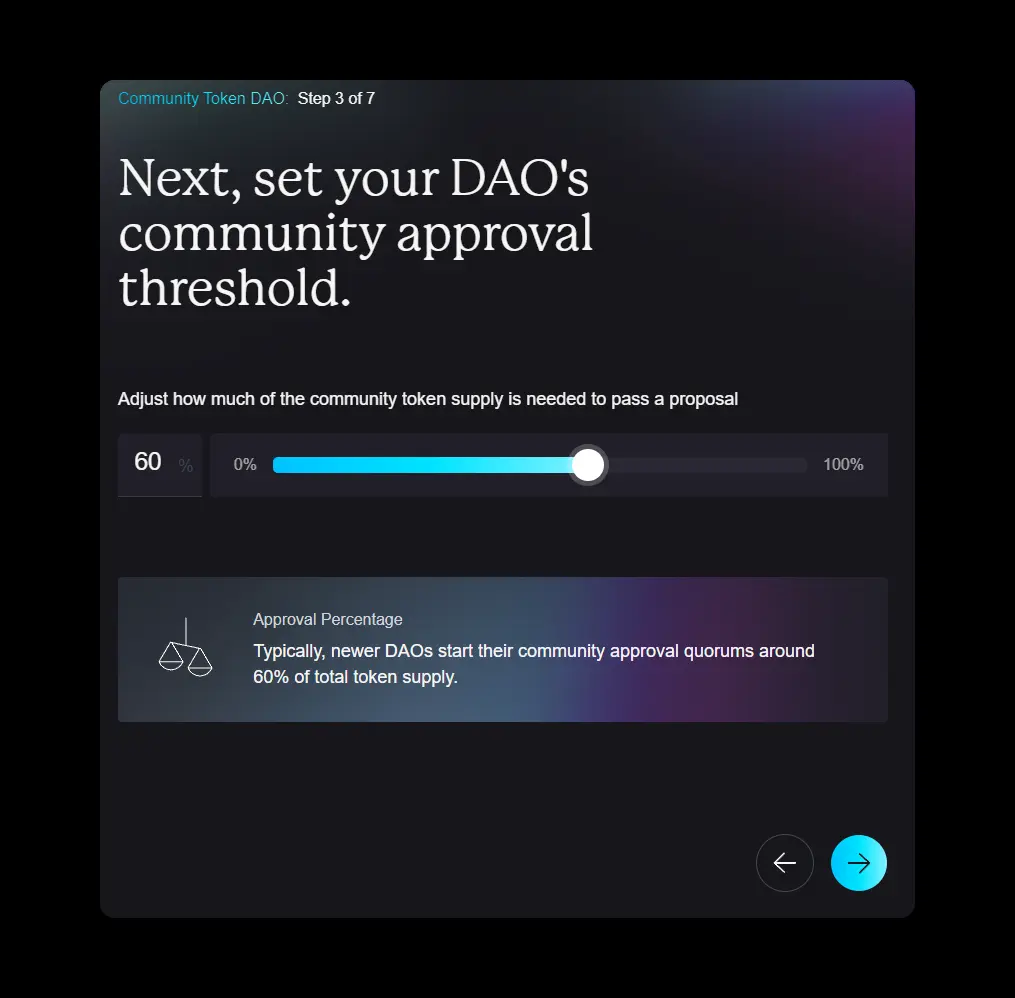 Community Token DAO: Step 3 of 7
Next, set your DAO's
community approval
threshold.
Adjust how much of the community token supply is needed to pass a proposal
60 % 0% 100%
Approval Percentage
Typically, newer DAOs start their community approval quorums around
60% of total token supply.